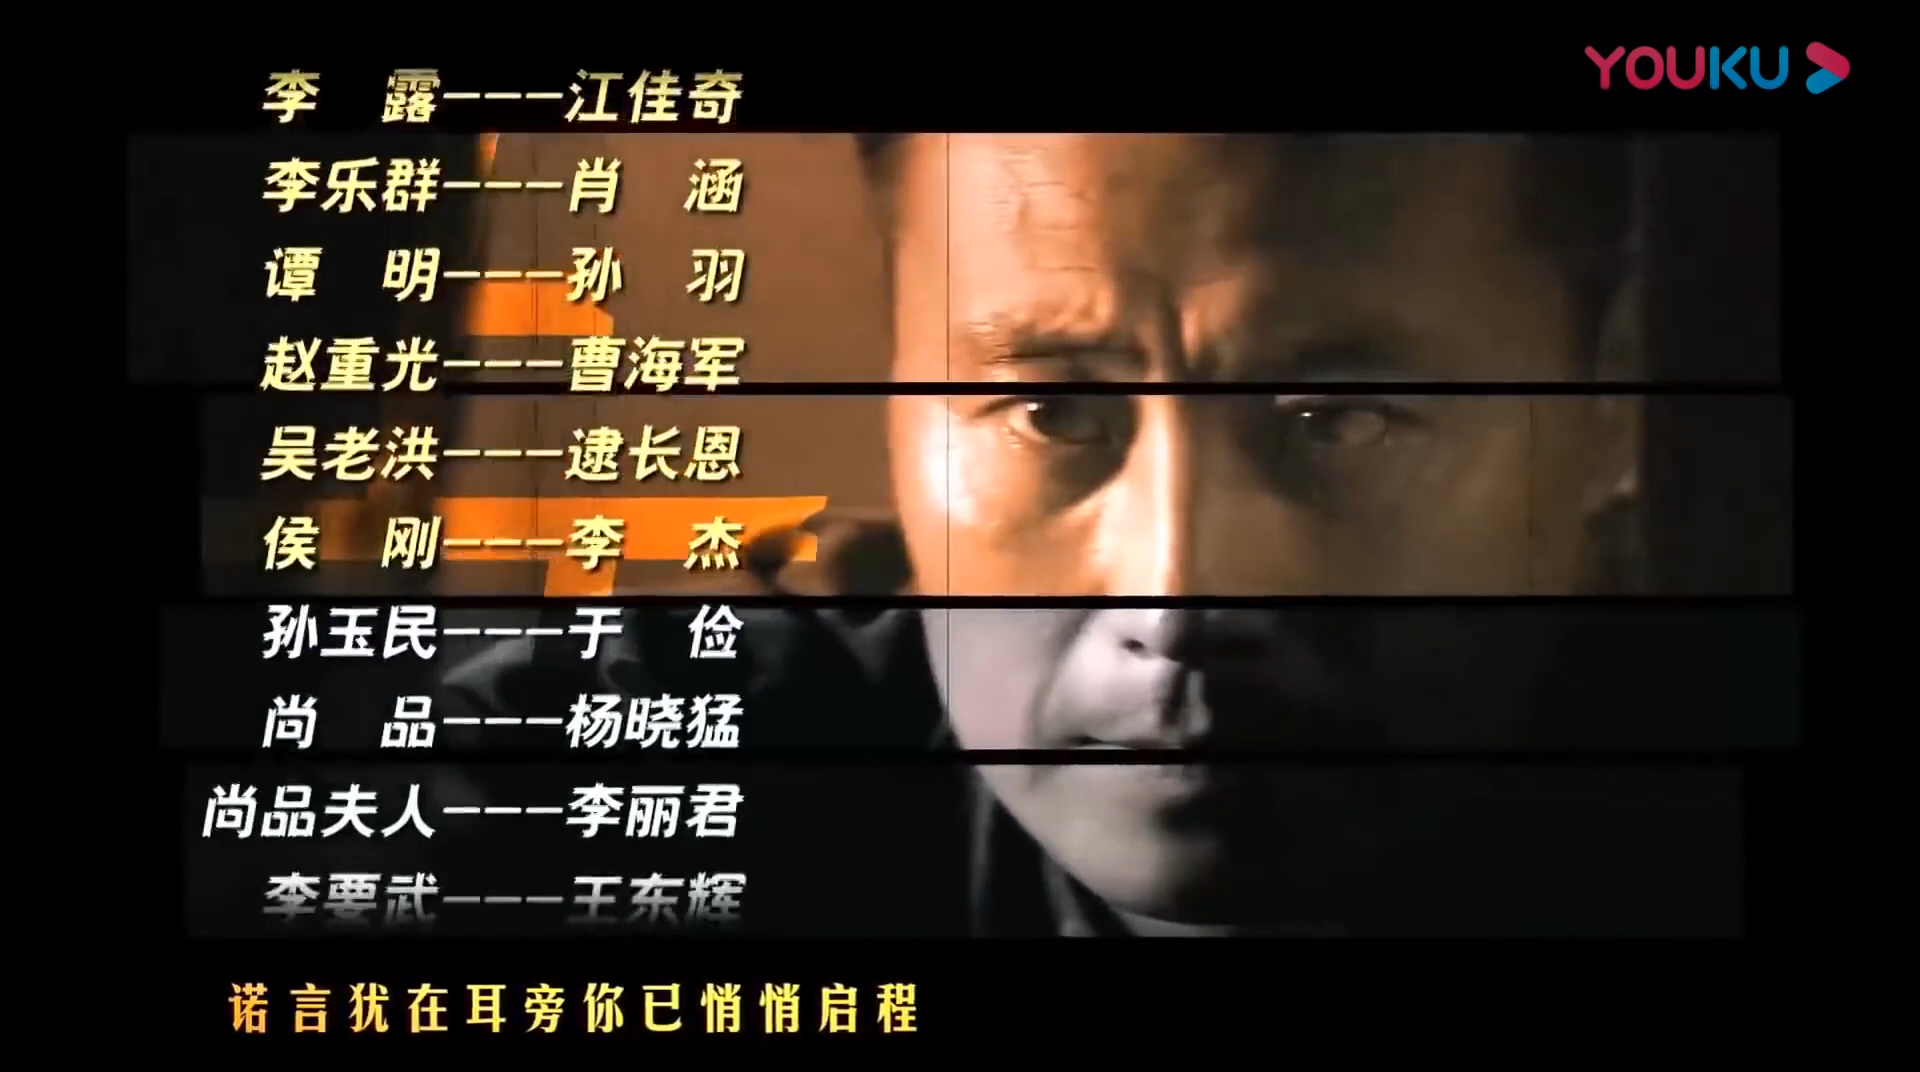 YOUKU
李 露---江佳奇
李乐群---肖 涵
谭 明---孙 羽
赵重光---曹海军
吴老洪---逮长恩
侯 刚---李 杰
孙玉民---于 俭
尚 品---杨晓猛
尚品夫人---李丽君
李要武---王东辉
诺言犹在耳旁你已悄悄启程